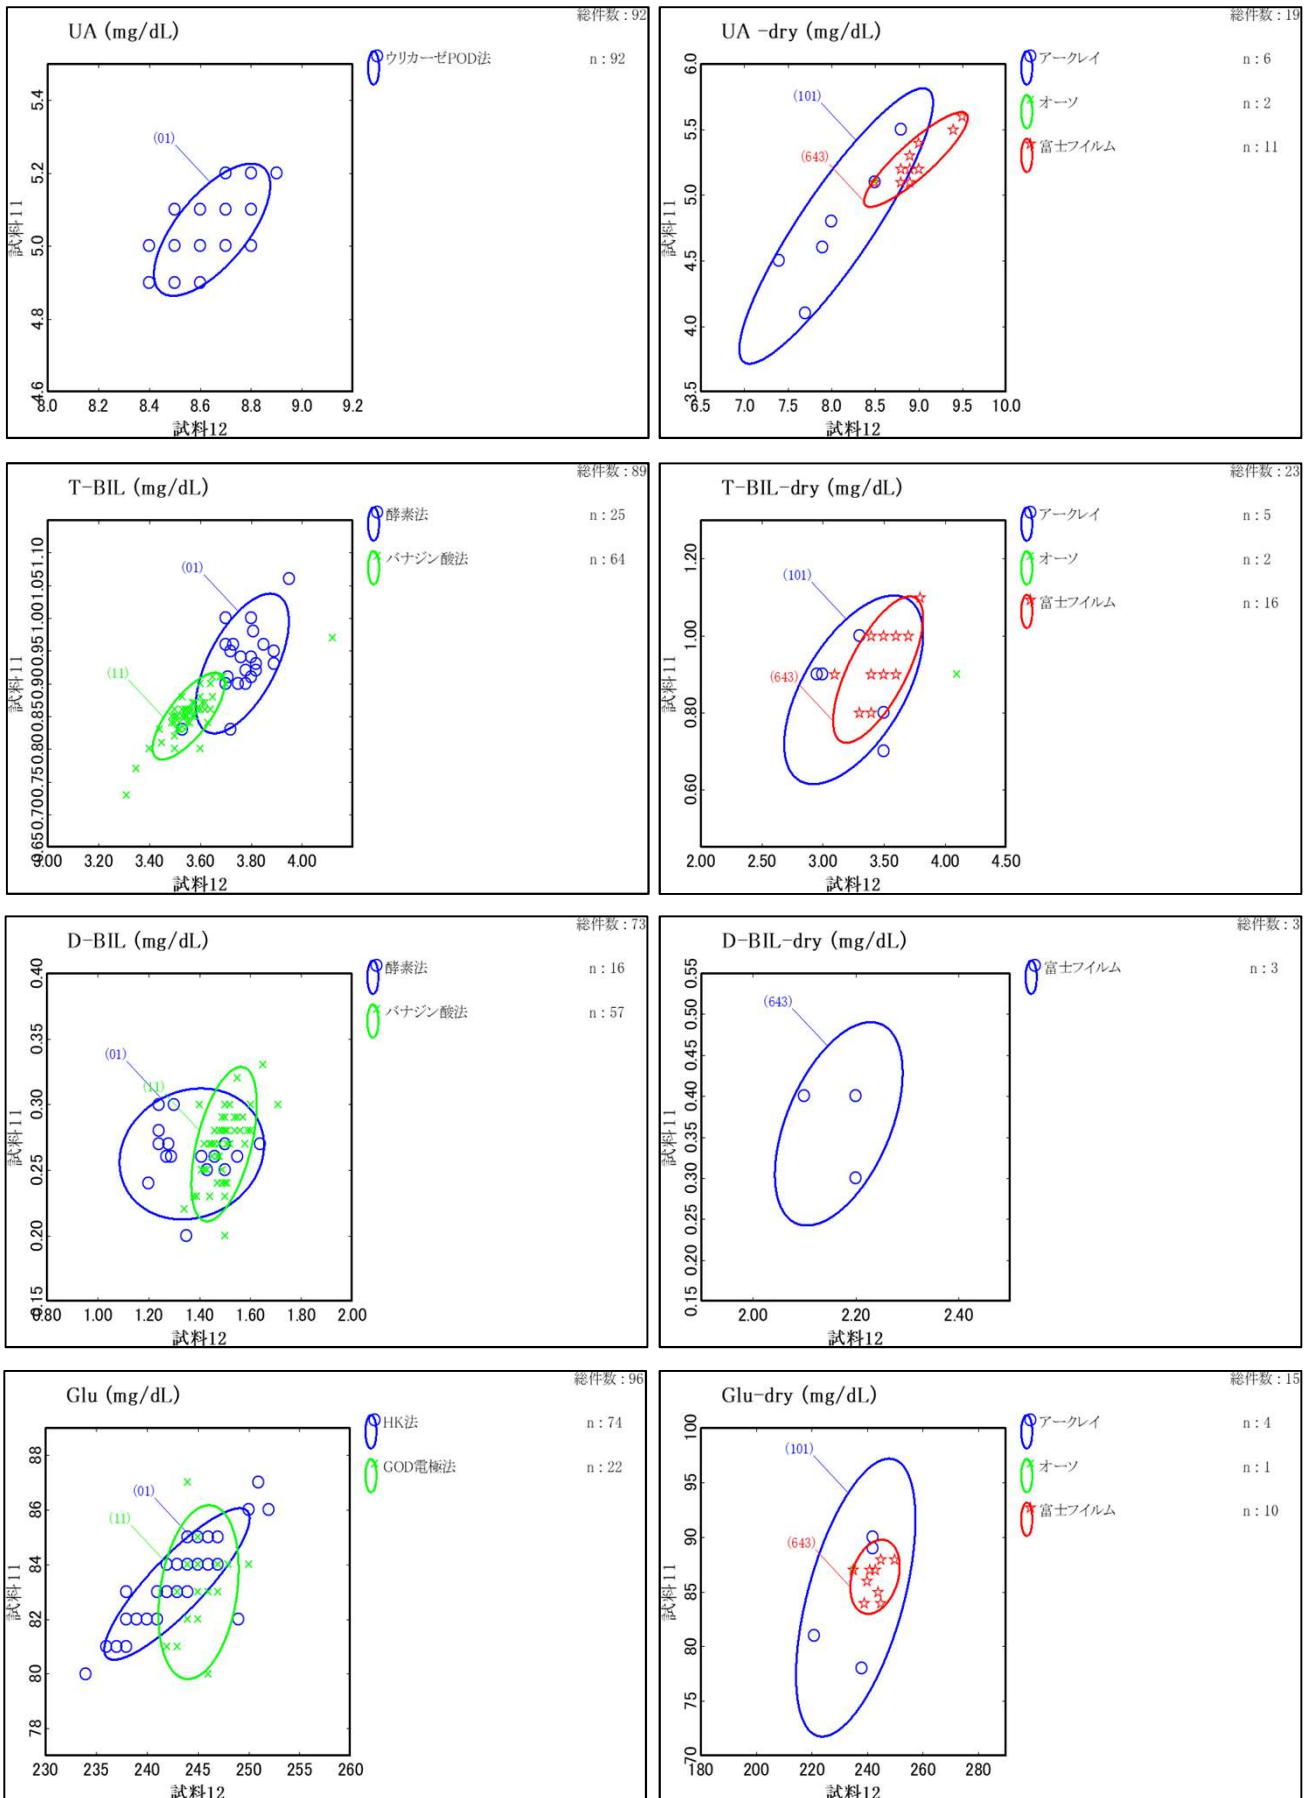 総件数 : 92
UA (mg/dL)
ウリカーゼPOD法 n : 92
(01)
5.4
5.2
5.0
4.8
4.6
試料11
8.0 8.2 8.4 8.6 8.8 9.0 9.2
試料12
総件数 : 19
UA -dry (mg/dL)
アークレイ n : 6
オーソ n : 2
富士フイルム n : 11
(101)
(643)
6.0
5.5
5.0
4.5
4.0
3.5
試料11
6.5 7.0 7.5 8.0 8.5 9.0 9.5 10.0
試料12
総件数 : 89
T-BIL (mg/dL)
酵素法 n : 25
バナジン酸法 n : 64
(01)
(11)
1.10
1.05
1.00
0.95
0.90
0.85
0.80
0.75
0.70
0.65
試料11
3.00 3.20 3.40 3.60 3.80 4.00
試料12
総件数 : 23
T-BIL-dry (mg/dL)
アークレイ n : 5
オーソ n : 2
富士フイルム n : 16
(101)
(643)
1.20
1.00
0.80
0.60
試料11
2.00 2.50 3.00 3.50 4.00 4.50
試料12
総件数 : 73
D-BIL (mg/dL)
酵素法 n : 16
バナジン酸法 n : 57
(01)
(11)
0.40
0.35
0.30
0.25
0.20
0.15
試料11
0.80 1.00 1.20 1.40 1.60 1.80 2.00
試料12
総件数 : 3
D-BIL-dry (mg/dL)
富士フイルム n : 3
(643)
0.55
0.50
0.45
0.40
0.35
0.30
0.25
0.20
0.15
試料11
2.00 2.20 2.40
試料12
総件数 : 96
Glu (mg/dL)
HK法 n : 74
GOD電極法 n : 22
(01)
(11)
88
86
84
82
80
78
試料11
230 235 240 245 250 255 260
試料12
総件数 : 15
Glu-dry (mg/dL)
アークレイ n : 4
オーソ n : 1
富士フイルム n : 10
(101)
(643)
100
95
90
85
80
75
70
試料11
180 200 220 240 260 280
試料12